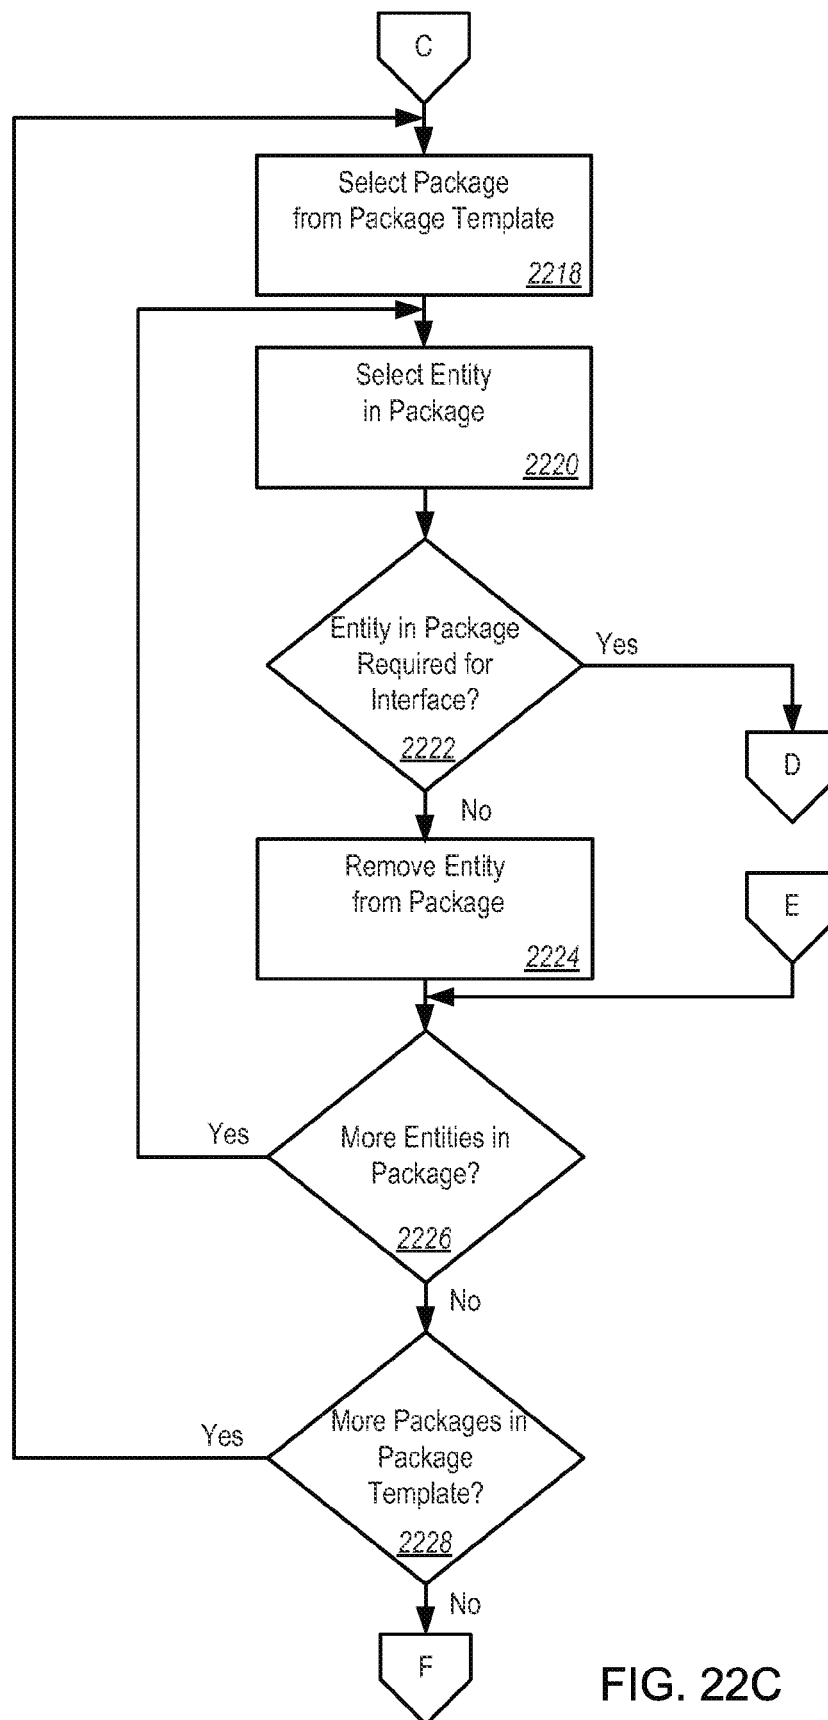 C
Select Package
from Package Template
2218
Select Entity
in Package
2220
Entity in Package
Required for
Interface?
2222
Yes
D
No
Remove Entity
from Package
2224
E
Yes
More Entities in
Package?
2226
No
Yes
More Packages in
Package
Template?
2228
No
F
FIG. 22C